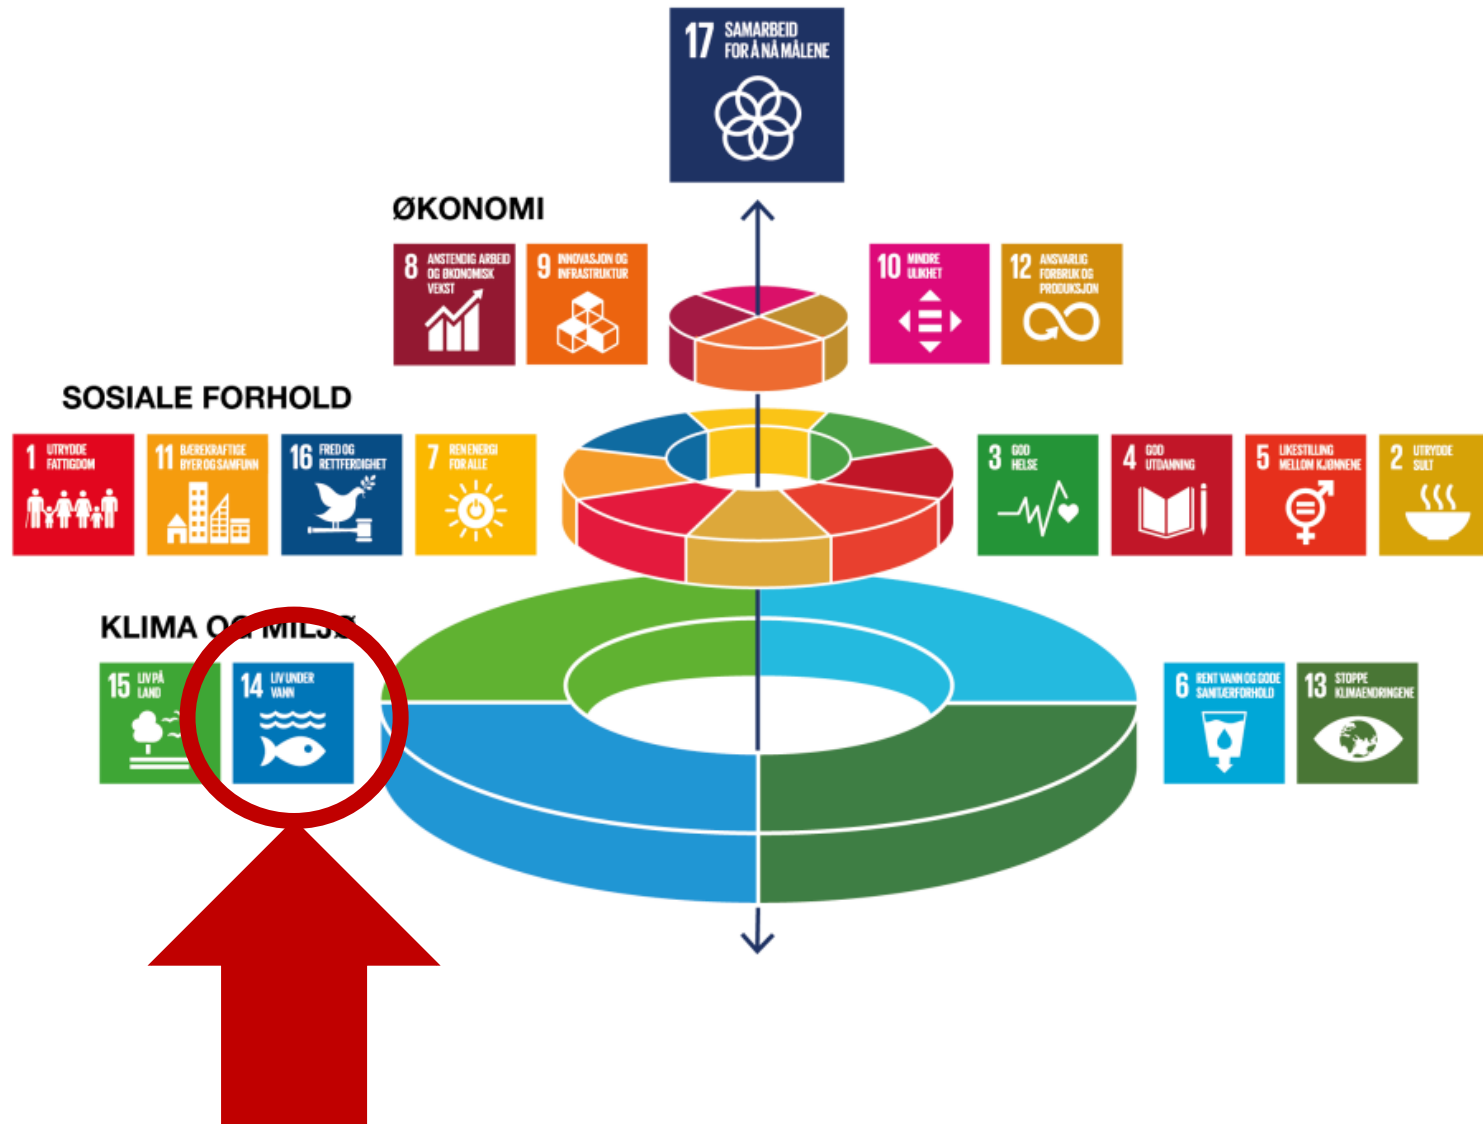 17 SAMARBEID
FOR Å NÅ MÅLENE
ØKONOMI
8 ANSTENDIG ARBEID
OG ØKONOMISK
VEKST
9 INNOVASJON OG
INFRASTRUKTUR
10 MINDRE
ULIKHET
12 ANSVARLIG
FORBRUK OG
PRODUKSJON
SOSIALE FORHOLD
1 UTRYDDE
FATTIGDOM
11 BÆREKRAFTIGE
BYER OG SAMFUNN
16 FRED OG
RETTFERDIGHET
7 REN ENERGI
FOR ALLE
3 GOD
HELSE
4 GOD
UTDANNING
5 LIKESTILLING
MELLOM KJØNNENE
2 UTRYDDE
SULT
KLIMA OG MILJØ
15 LIV PÅ
LAND
14 LIV UNDER
VANN
6 RENT VANN OG GODE
SANITÆRFORHOLD
13 STOPPE
KLIMAENDRINGENE